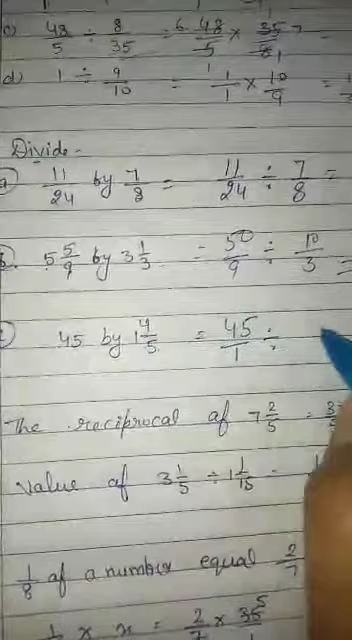 c) 48/5 ÷ 8/35 = 6 48/5 × 35/8 1 =
d) 1 ÷ 9/10 = 1/1 × 10/9 =
Divide -
a) 11/24 by 7/8 = 11/24 ÷ 7/8 =
b. 5 5/9 by 3 1/3 = 50/9 ÷ 10/3 =
45 by 1 4/5 = 45/1 ÷
The reciprocal of 7 2/5 =
Value of 3 1/5 ÷ 1 1/15 =
1/8 of a number equal 2/7
× x = 2/7 × 35 5